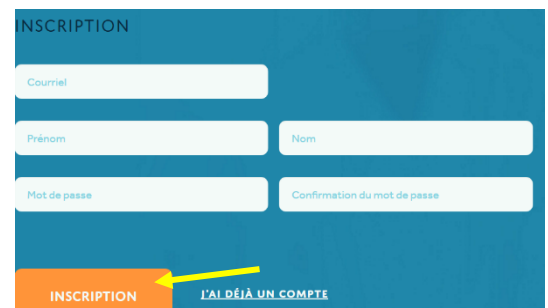 INSCRIPTION
Courriel
Prénom Nom
Mot de passe Confirmation du mot de passe
INSCRIPTION J'AI DÉJÀ UN COMPTE